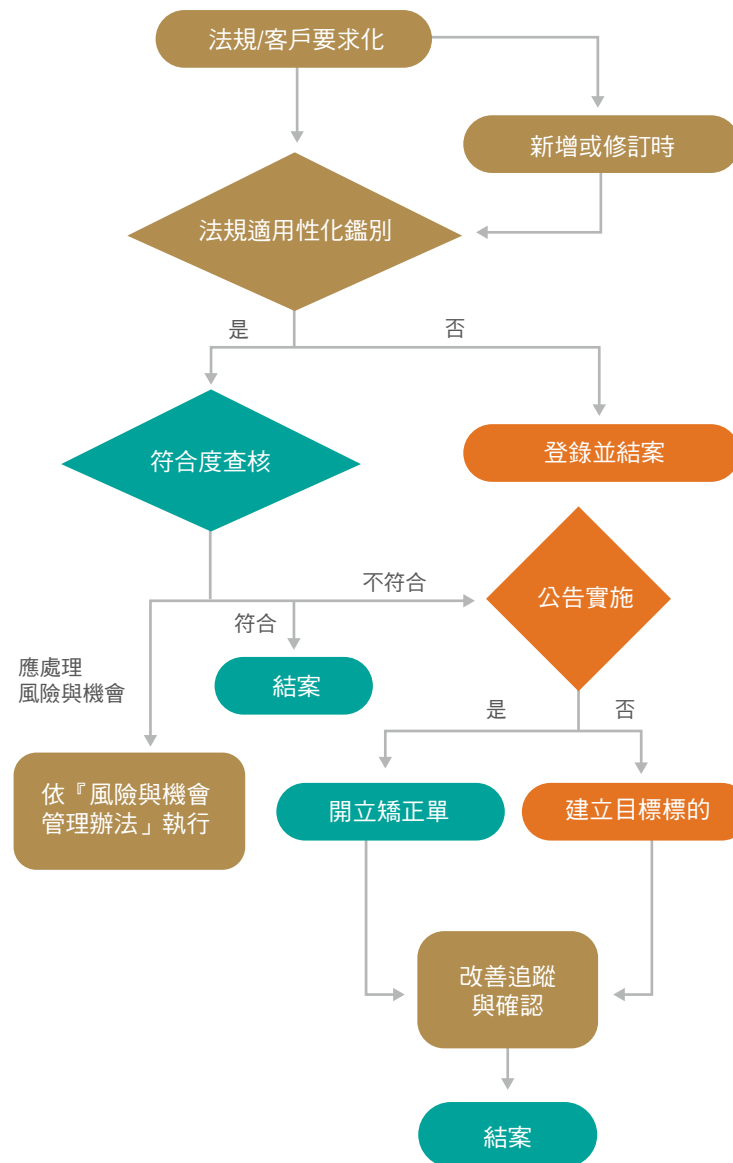 法規/客戶要求化
新增或修訂時
法規適用性化鑑別
是
否
符合度查核
登錄並結案
不符合
公告實施
符合
應處理
風險與機會
結案
是
否
依『風險與機會
管理辦法」執行
開立矯正單
建立目標標的
改善追蹤
與確認
結案